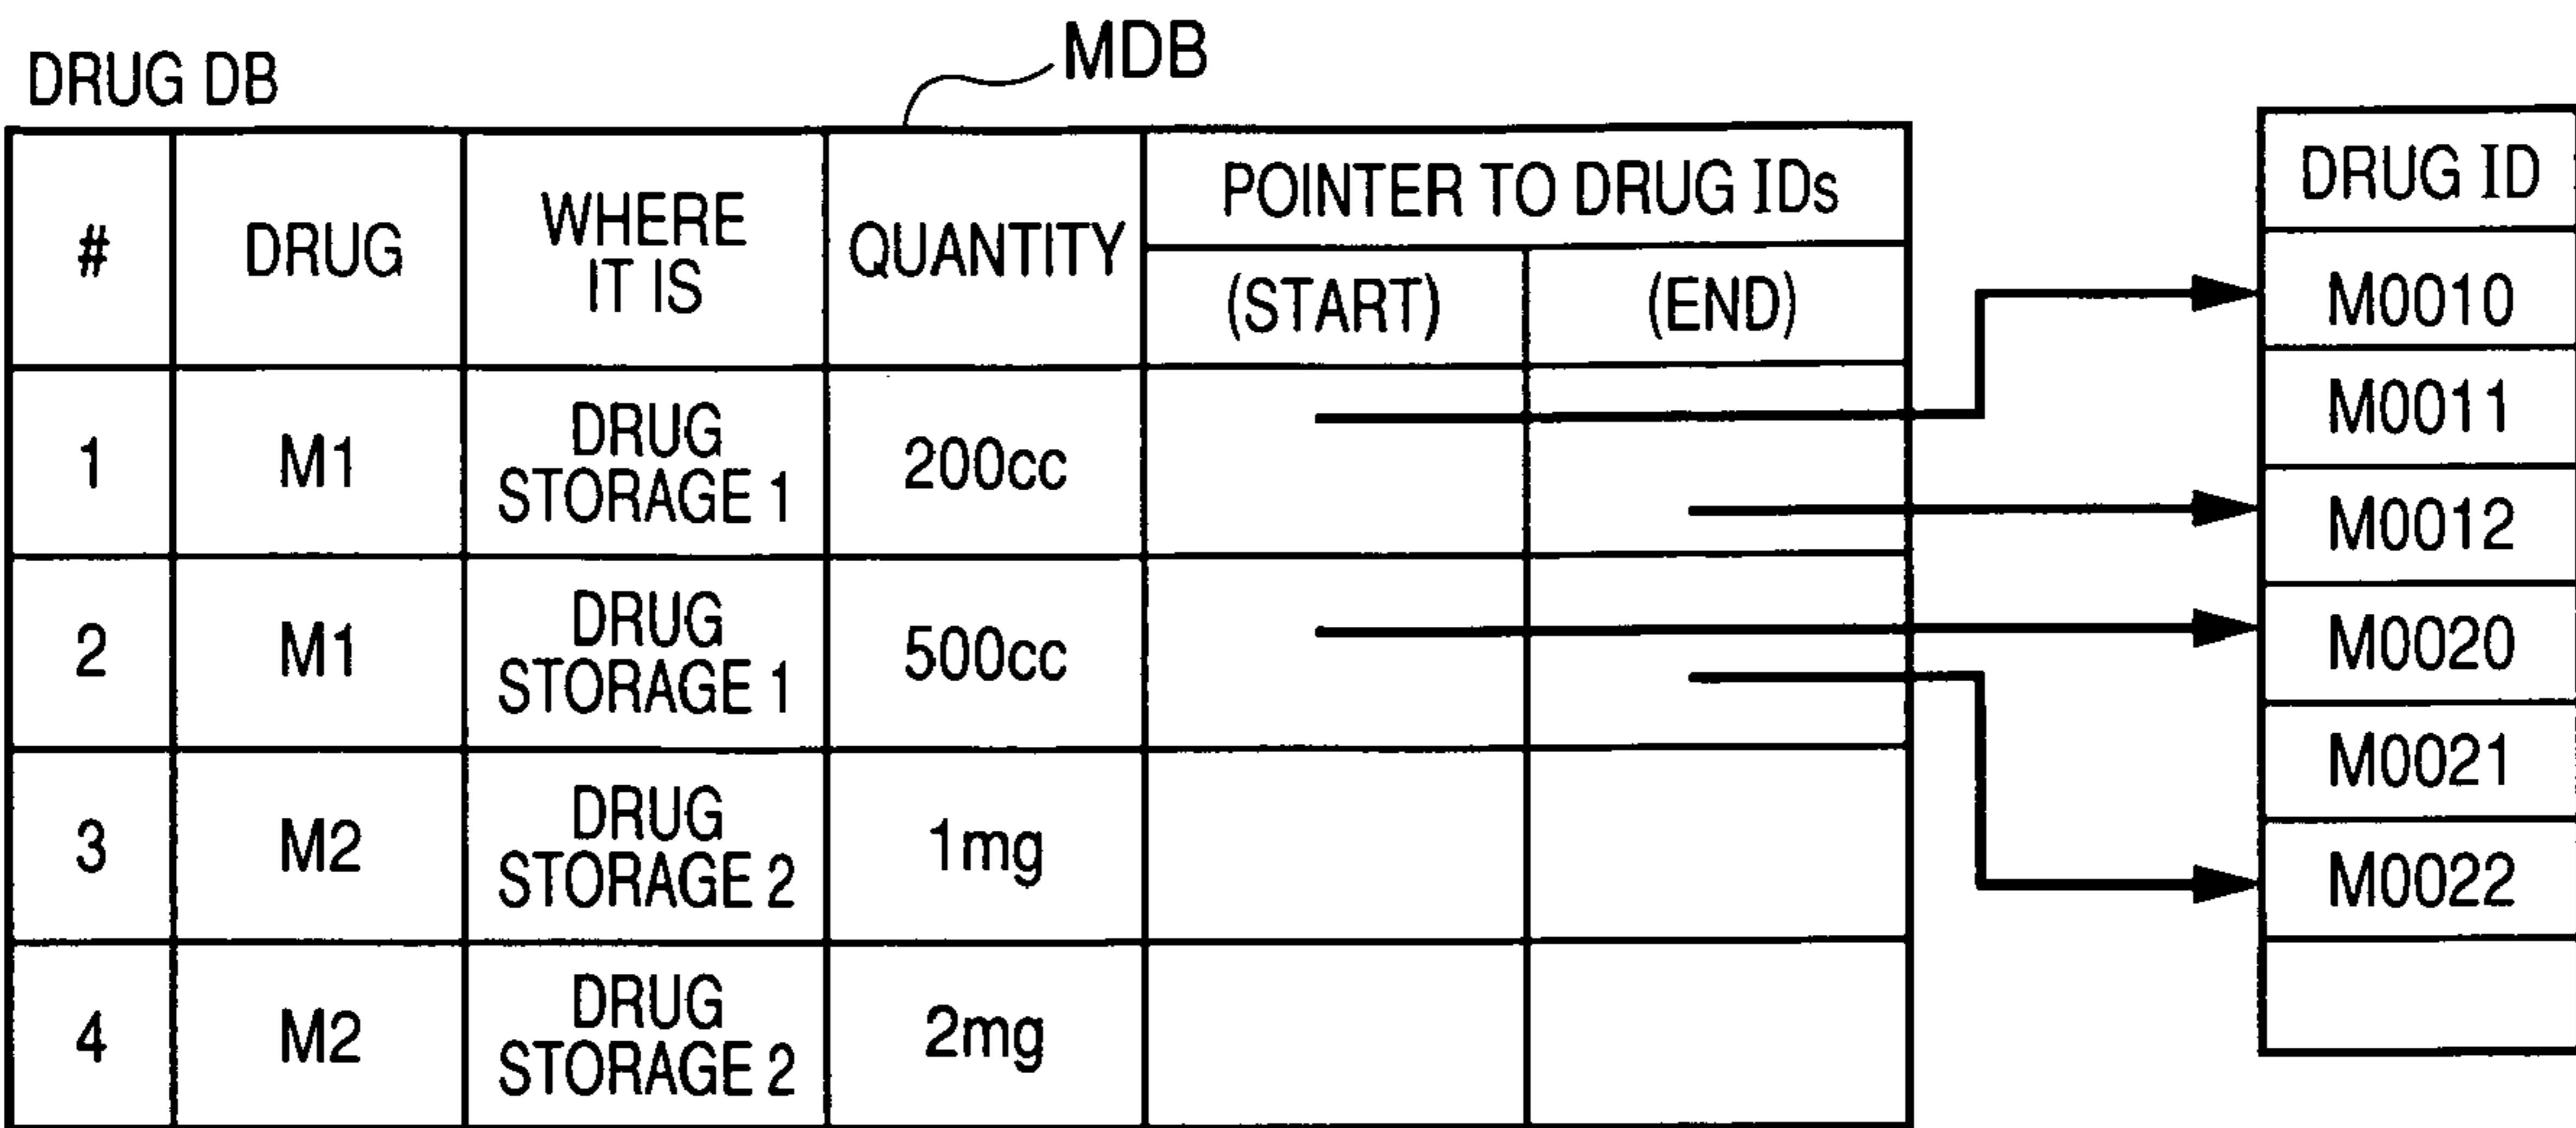 DRUG DB
MDB
# DRUG WHERE IT IS QUANTITY POINTER TO DRUG IDs
(START) (END)
1 M1 DRUG STORAGE 1 200cc
2 M1 DRUG STORAGE 1 500cc
3 M2 DRUG STORAGE 2 1mg
4 M2 DRUG STORAGE 2 2mg
DRUG ID
M0010
M0011
M0012
M0020
M0021
M0022